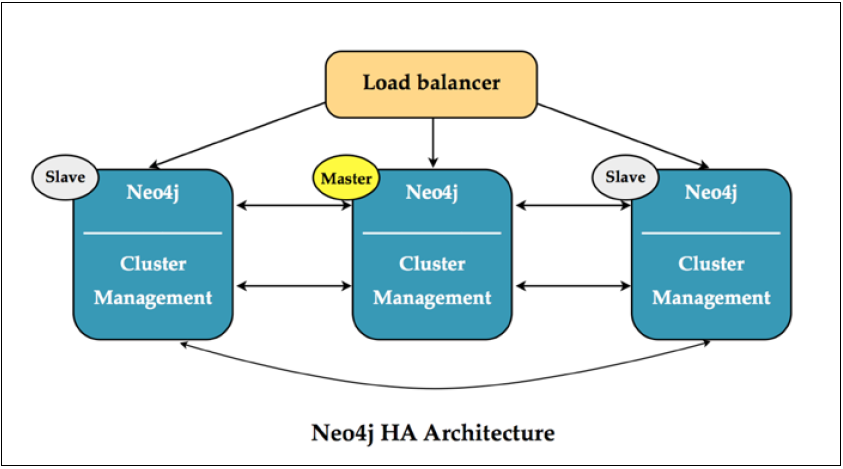 Load balancer
Slave
Neo4j
Cluster
Management
Master
Neo4j
Cluster
Management
Slave
Neo4j
Cluster
Management
Neo4j HA Architecture